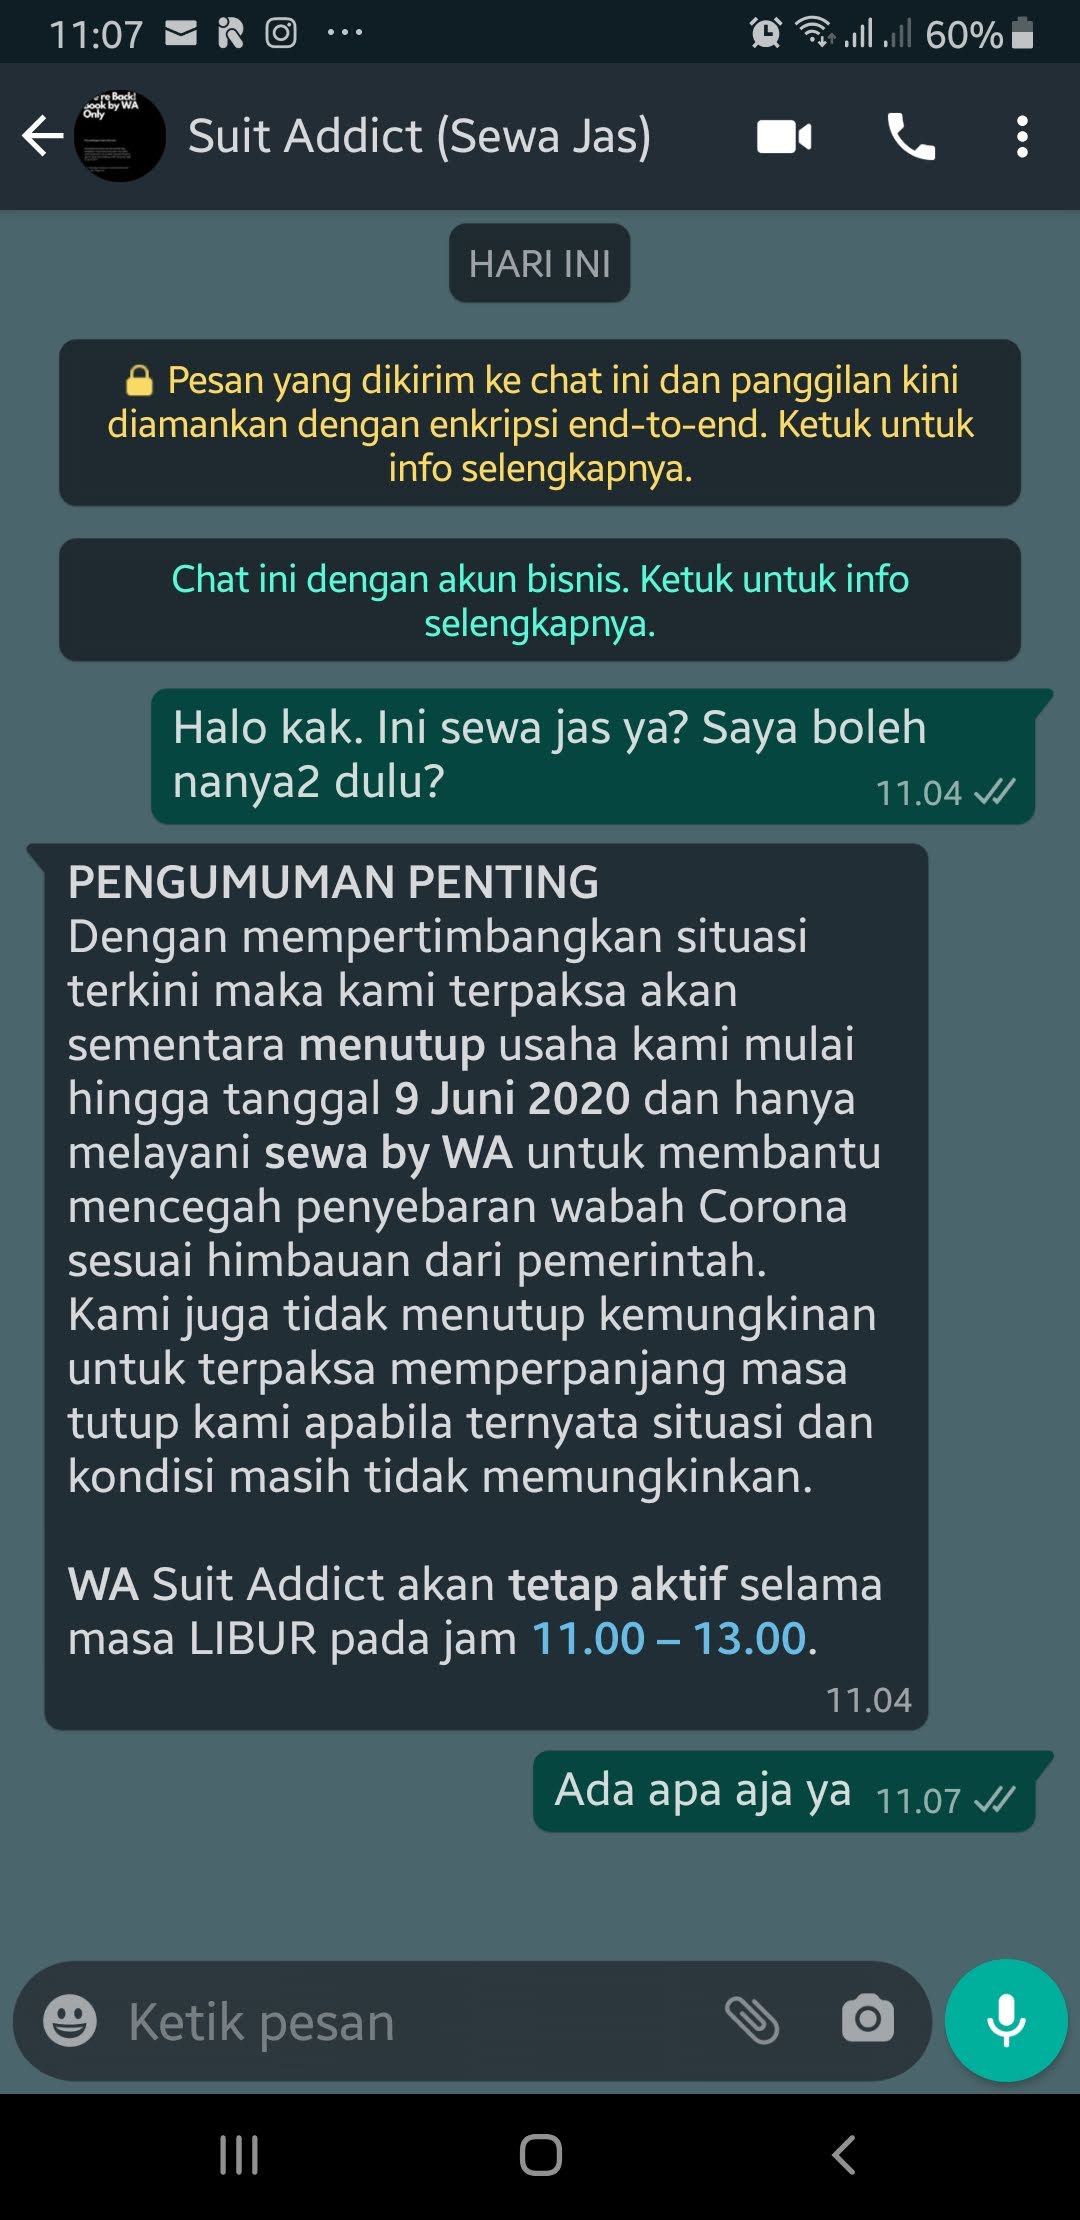 11:07
60%
're Back!
ook by WA
Only
Suit Addict (Sewa Jas)
HARI INI
Pesan yang dikirim ke chat ini dan panggilan kini
diamankan dengan enkripsi end-to-end. Ketuk untuk
info selengkapnya.
Chat ini dengan akun bisnis. Ketuk untuk info
selengkapnya.
Halo kak. Ini sewa jas ya? Saya boleh
nanya2 dulu?
11.04
PENGUMUMAN PENTING
Dengan mempertimbangkan situasi
terkini maka kami terpaksa akan
sementara menutup usaha kami mulai
hingga tanggal 9 Juni 2020 dan hanya
melayani sewa by WA untuk membantu
mencegah penyebaran wabah Corona
sesuai himbauan dari pemerintah.
Kami juga tidak menutup kemungkinan
untuk terpaksa memperpanjang masa
tutup kami apabila ternyata situasi dan
kondisi masih tidak memungkinkan.
WA Suit Addict akan tetap aktif selama
masa LIBUR pada jam 11.00 – 13.00.
11.04
Ada apa aja ya 11.07
Ketik pesan